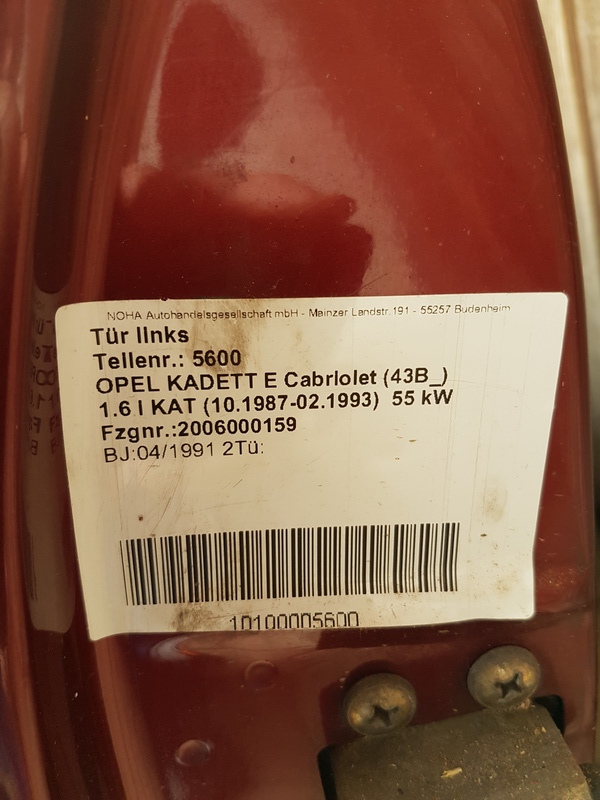 NOHA Autohandelsgesellschaft mbH - Mainzer Landstr. 191 - 55257 Budenheim
Tür lInks
TeIlenr.: 5600
OPEL KADETT E CabrIolet (43B_)
1.6 I KAT (10.1987-02.1993) 55 kW
Fzgnr.:2006000159
BJ:04/1991 2Tü:
10100005600